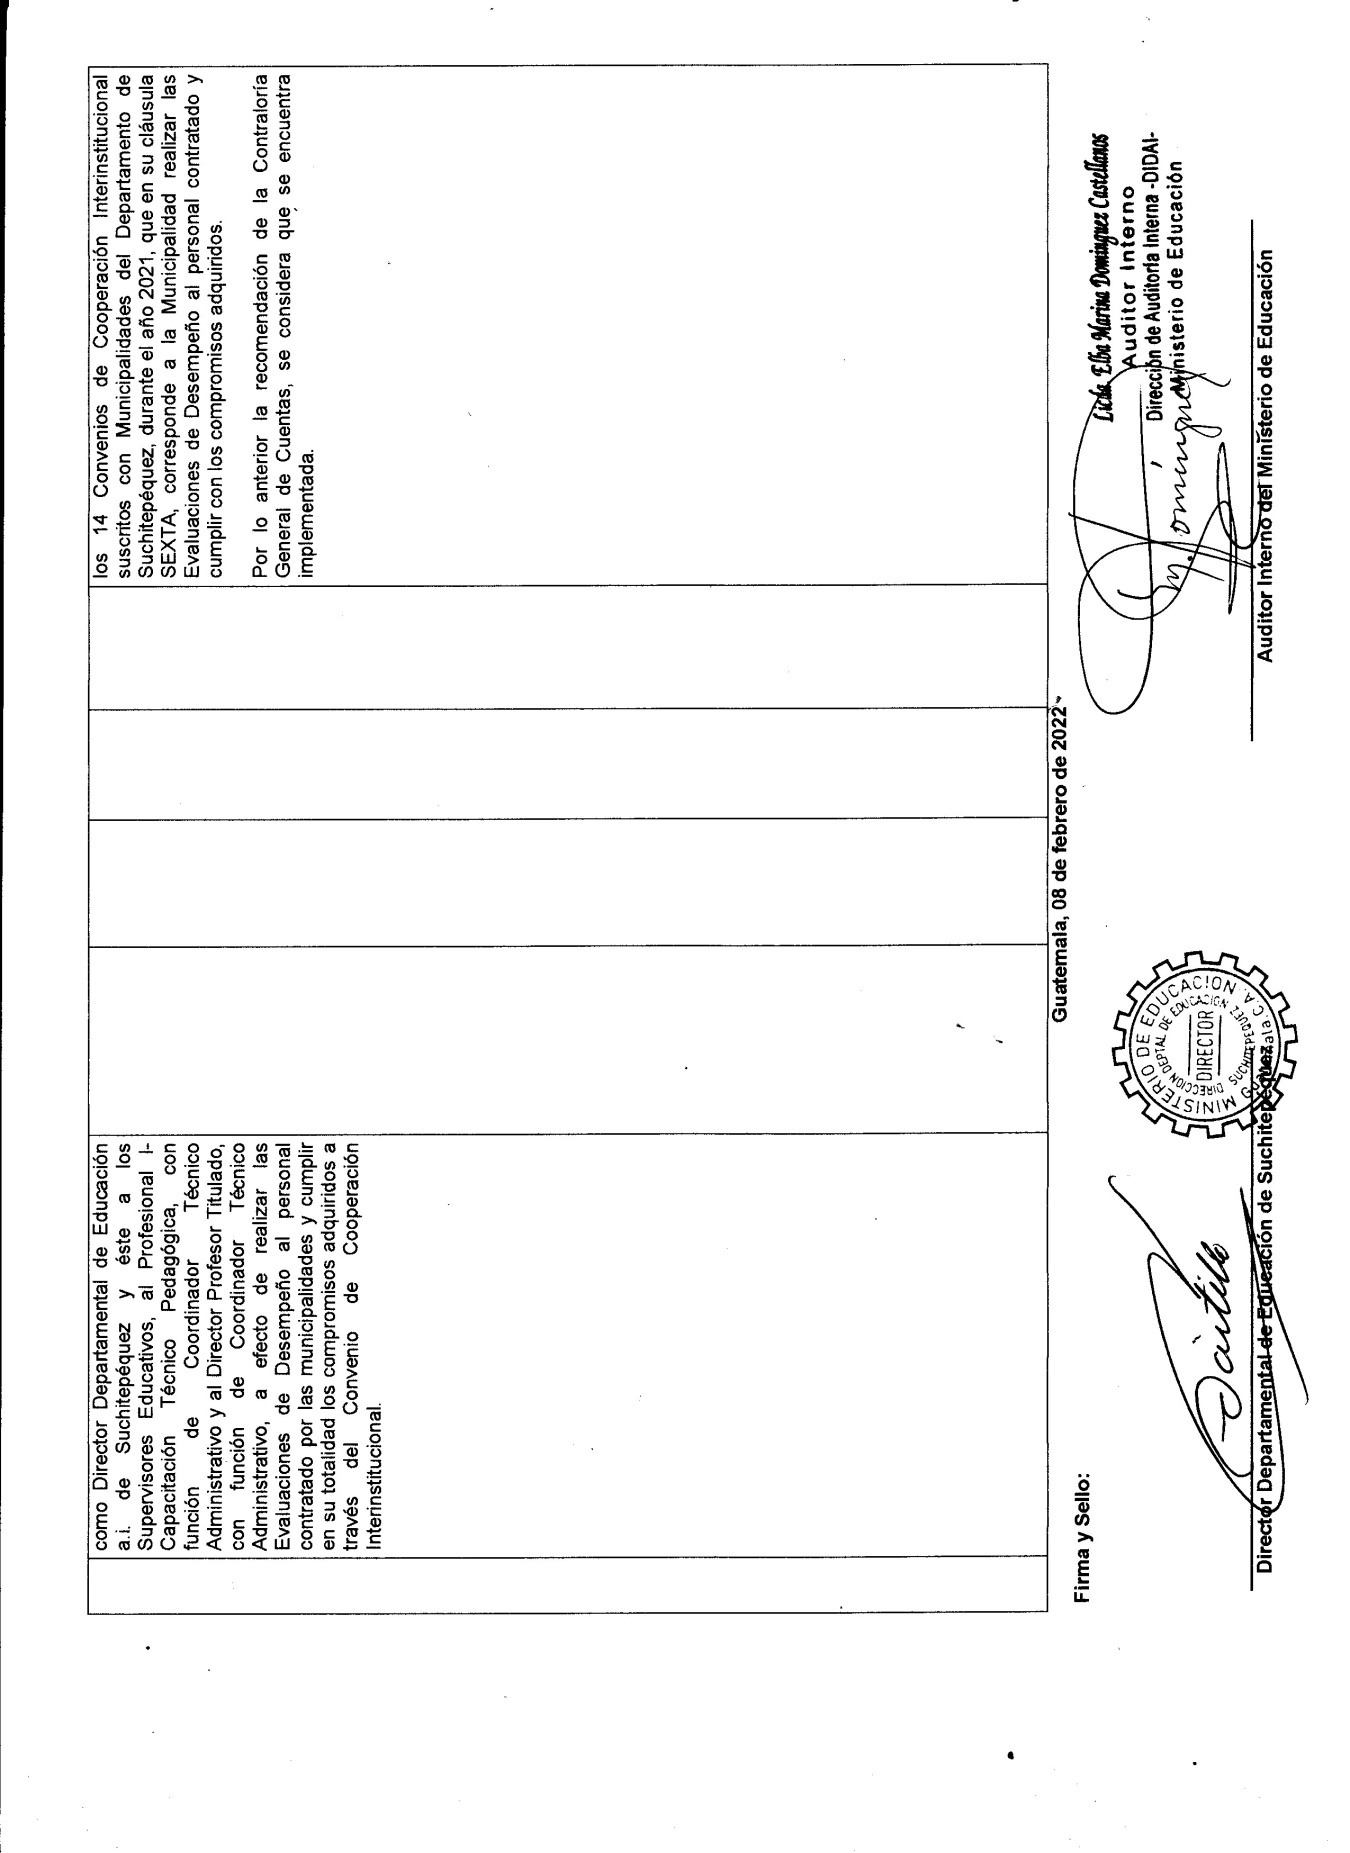 como Director Departamental de Educación
a.i. de Suchitepéquez y éste a los
Supervisores Educativos, al Profesional I-
Capacitación Técnico Pedagógica, con
función de Coordinador Técnico
Administrativo y al Director Profesor Titulado,
con función de Coordinador Técnico
Administrativo, a efecto de realizar las
Evaluaciones de Desempeño al personal
contratado por las municipalidades y cumplir
en su totalidad los compromisos adquiridos a
través del Convenio de Cooperación
Interinstitucional.
los 14 Convenios de Cooperación Interinstitucional
suscritos con Municipalidades del Departamento de
Suchitepéquez, durante el año 2021, que en su cláusula
SEXTA, corresponde a la Municipalidad realizar las
Evaluaciones de Desempeño al personal contratado y
cumplir con los compromisos adquiridos.
Por lo anterior la recomendación de la Contraloría
General de Cuentas, se considera que se encuentra
implementada.
Guatemala, 08 de febrero de 2022
Firma y Sello:
MINISTERIO DE EDUCACION
DIRECCION DEPTAL DE EDUCACION
DIRECTOR
SUCHITEPEQUEZ
Guatemala, C. A.
Director Departamental de Educación de Suchitepéquez
Licda. Elba Marina Dominguez Castellanos
Auditor Interno
Dirección de Auditoría Interna -DIDAI-
Ministerio de Educación
Auditor Interno del Ministerio de Educación